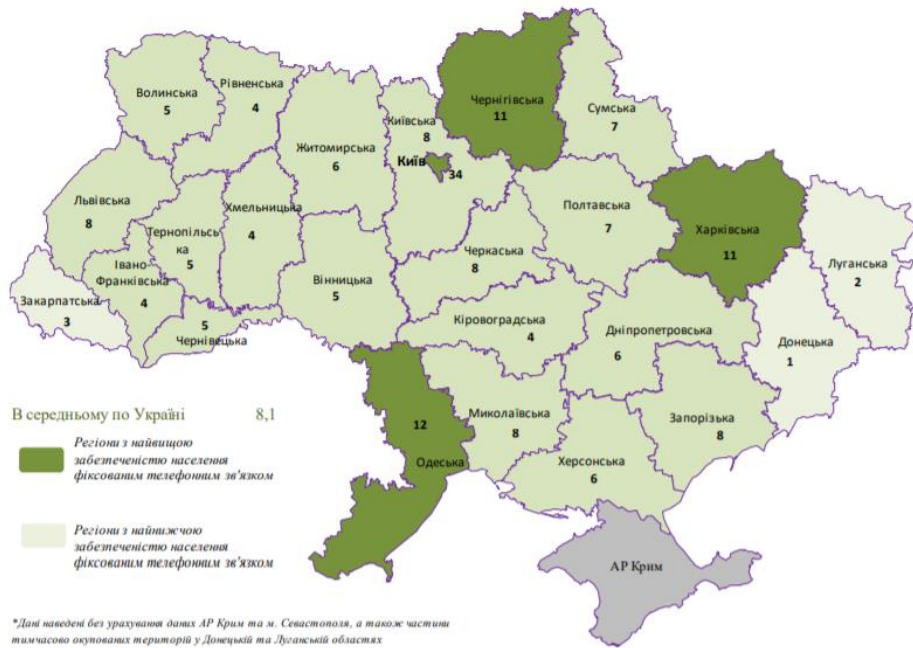 Волинська
5
Рівненська
4
Житомирська
6
Київська
8
Київ
34
Чернігівська
11
Сумська
7
Львівська
8
Тернопільсь
ка
5
Хмельницька
4
Вінницька
5
Черкаська
8
Полтавська
7
Харківська
11
Луганська
2
Закарпатська
3
Івано-
Франківська
4
5
Чернівецька
Кіровоградська
4
Дніпропетровська
6
Донецька
1
12
Одеська
Миколаївська
8
Херсонська
6
Запорізька
8
АР Крим
В середньому по Україні 8,1
Регіони з найвищою
забезпеченістю населення
фіксованим телефонним зв'язком
Регіони з найнижчою
забезпеченістю населення
фіксованим телефонним зв'язком
*Дані наведені без урахування даних АР Крим та м. Севастополя, а також частини
тимчасово окупованих територій у Донецькій та Луганській областях